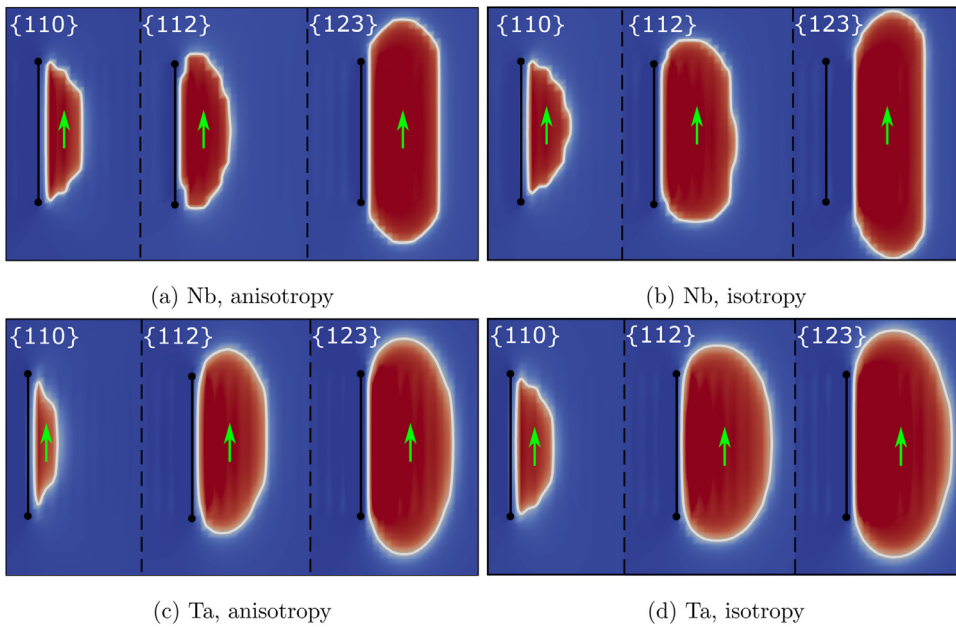 {110} {112} {123} {110} {112} {123}
(a) Nb, anisotropy (b) Nb, isotropy
{110} {112} {123} {110} {112} {123}
(c) Ta, anisotropy (d) Ta, isotropy